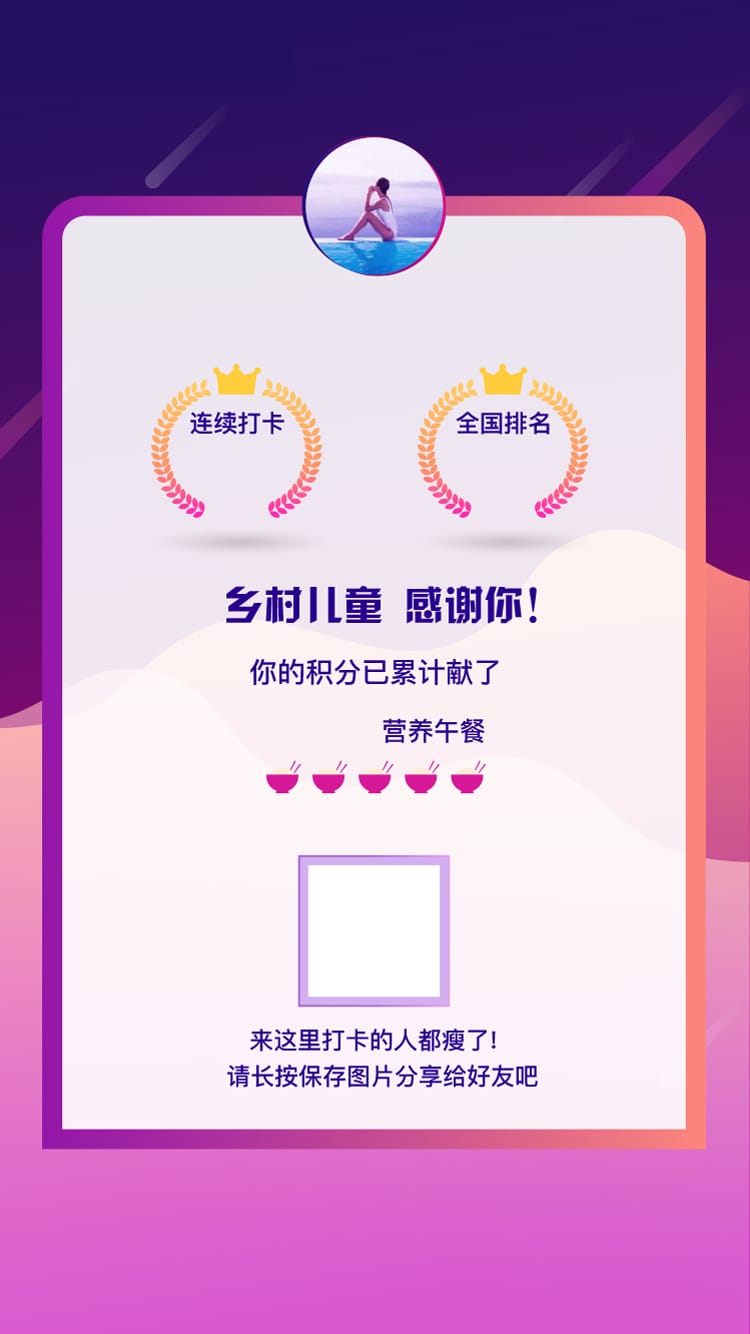 连续打卡
全国排名
乡村儿童 感谢你!
你的积分已累计献了
营养午餐
来这里打卡的人都瘦了!
请长按保存图片分享给好友吧